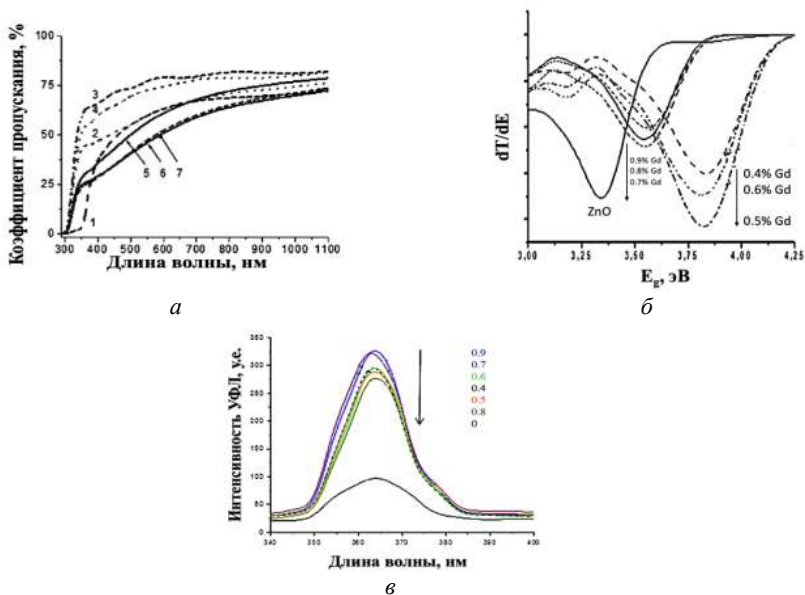 Коэффициент пропускания, %
100
75
50
25
0
3
4
2
1
5 6 7
300 400 500 600 700 800 900 1000 1100
Длина волны, нм
а
dT/dE
0.9% Gd
0.8% Gd
0.7% Gd
ZnO
0.4% Gd
0.6% Gd
0.5% Gd
3,00 3,25 3,50 3,75 4,00 4,25
Eg, эВ
б
Интенсивность УФЛ, у.е.
350
300
250
200
150
100
50
0
0.9
0.7
0.6
0.4
0.5
0.8
0
340 350 360 370 380 390 400
Длина волны, нм
в